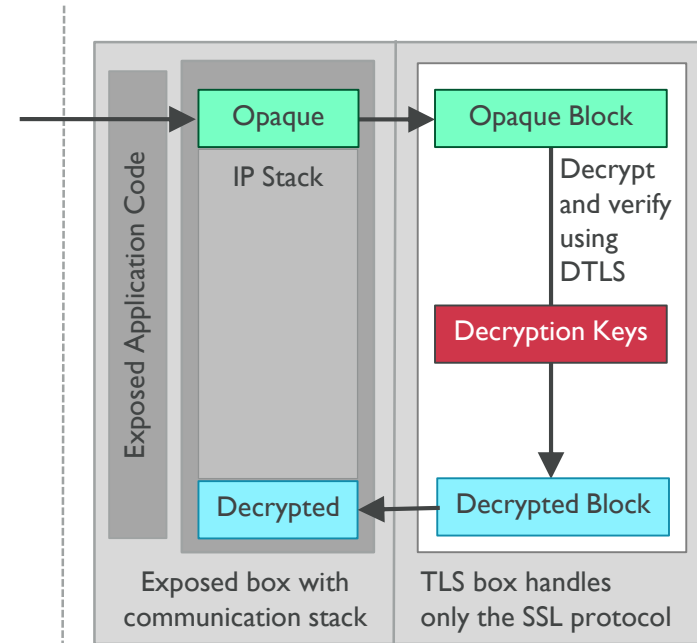 Exposed Application Code
Opaque
IP Stack
Decrypted
Exposed box with
communication stack
Opaque Block
Decrypt
and verify
using
DTLS
Decryption Keys
Decrypted Block
TLS box handles
only the SSL protocol